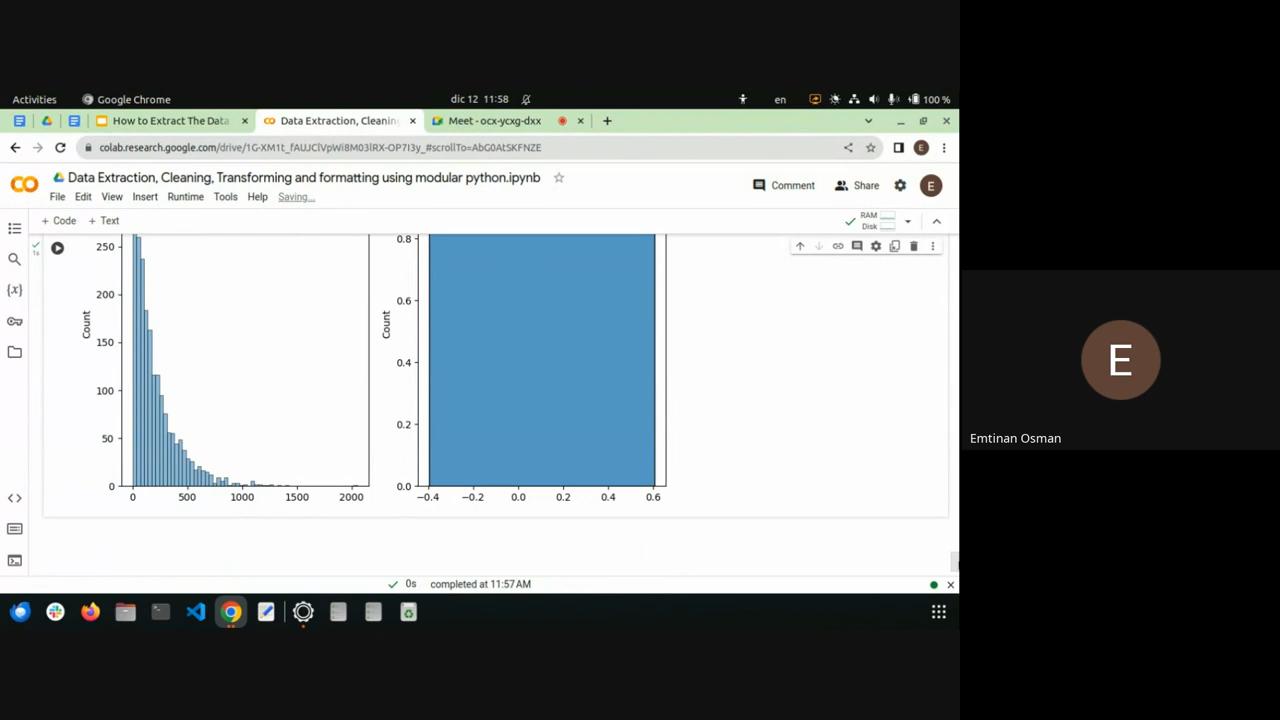 Activities Google Chrome dic 12 11:58 en 100 %
How to Extract The Data Data Extraction, Cleanin Meet - ocx-ycxg-dxx
colab.research.google.com/drive/1G-XM1t_fAUJClVpWi8M03lRX-OP7I3y_#scrollTo=AbG0AtSKFNZE E
Data Extraction, Cleaning, Transforming and formatting using modular python.ipynb
Comment Share E
File Edit View Insert Runtime Tools Help Saving...
+ Code + Text RAM
Disk
1s
250
200
150
100
50
0
Count
0 500 1000 1500 2000
0.8
0.6
0.4
0.2
0.0
Count
−0.4 −0.2 0.0 0.2 0.4 0.6
{x}
0s completed at 11:57 AM
E
Emtinan Osman